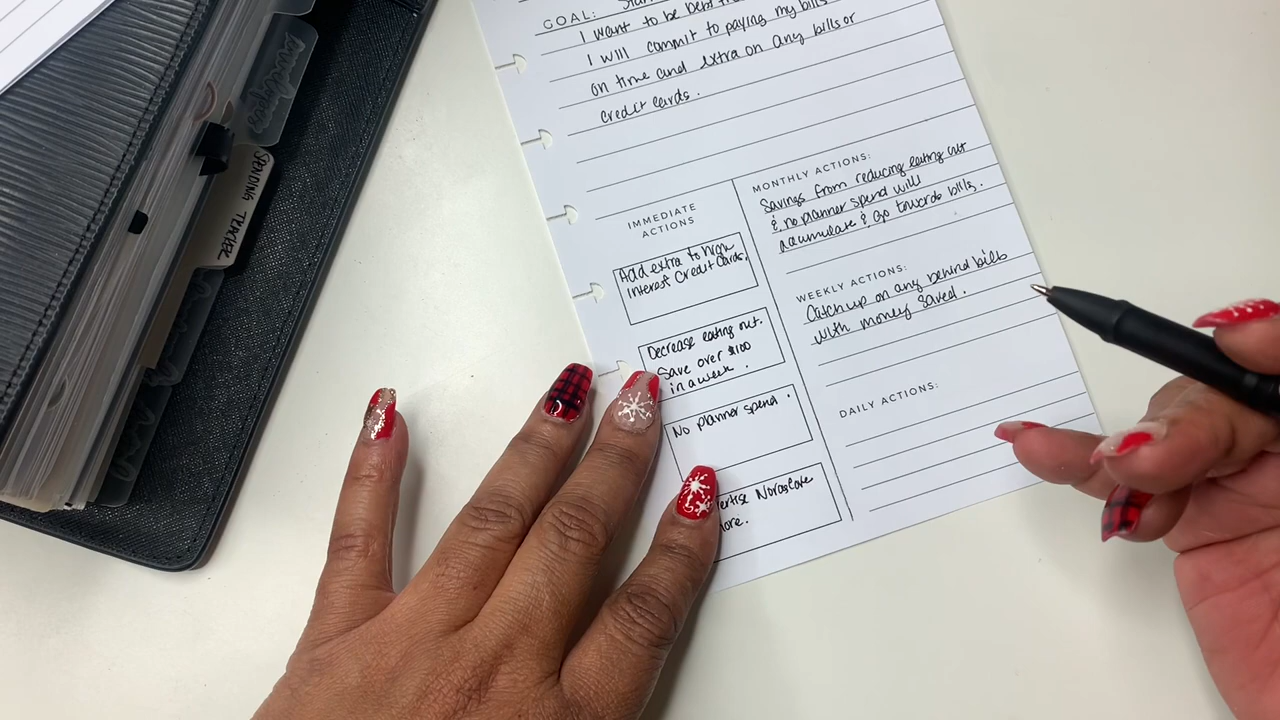 GOAL:
I want to be debt
I will commit to paying my bills
on time and extra on any bills or
credit cards.
IMMEDIATE
ACTIONS
Add extra to high
interest Credit Cards.
Decrease eating out.
Save over $100
in a week.
No planner spend.
MONTHLY ACTIONS:
Savings from reducing eating out
& no planner spend will
accumulate & go towards bills.
WEEKLY ACTIONS:
Catch up on any behind bills
with money saved.
DAILY ACTIONS:
SPENDING TRACKER